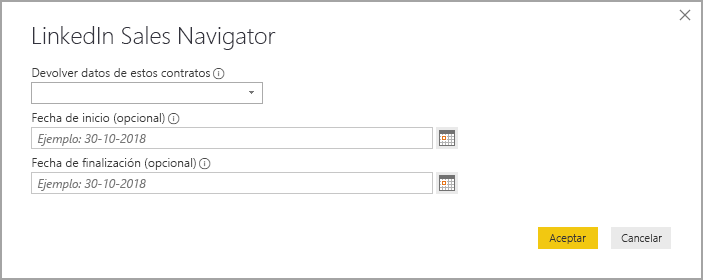 LinkedIn Sales Navigator
Devolver datos de estos contratos
Fecha de inicio (opcional)
Ejemplo: 30-10-2018
Fecha de finalización (opcional)
Ejemplo: 30-10-2018
Aceptar Cancelar